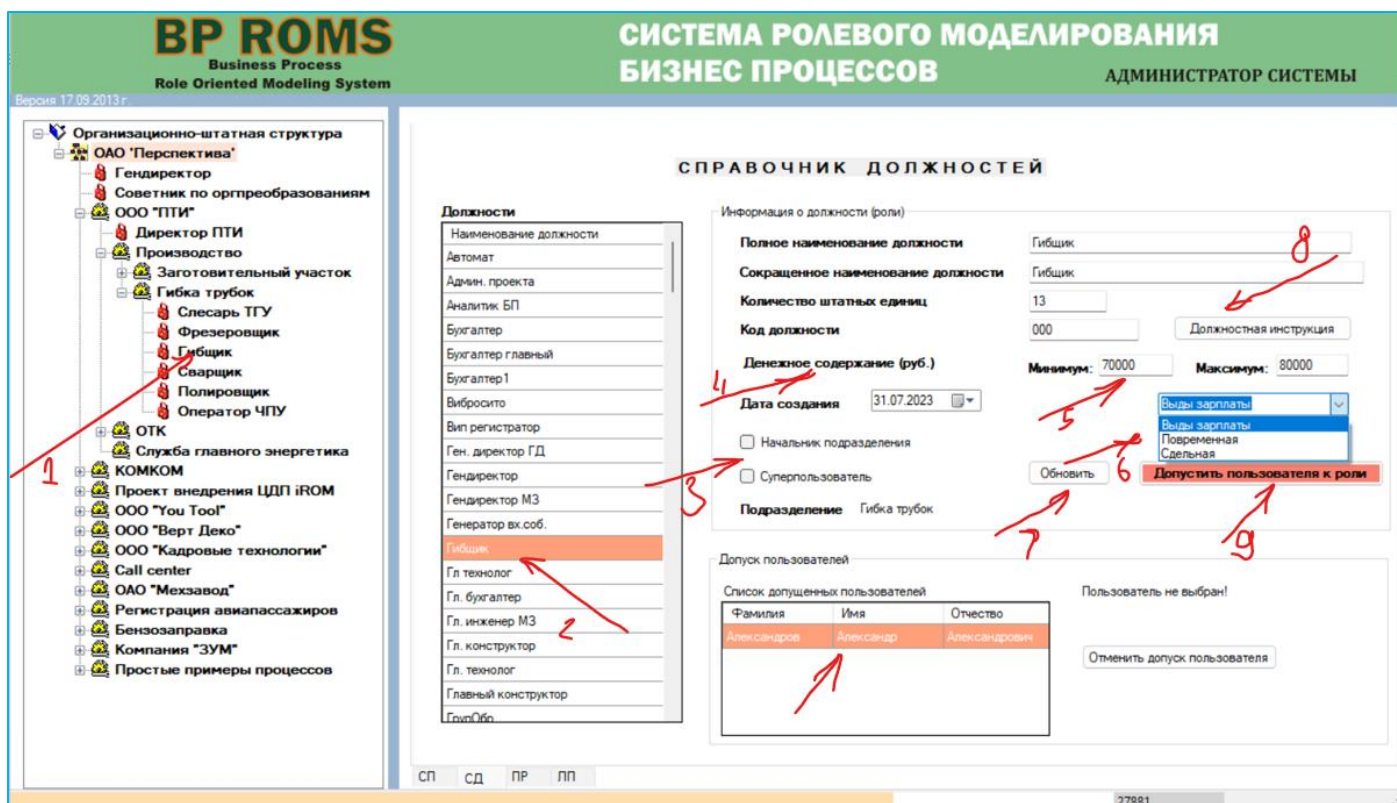 BP ROMS
Business Process
Role Oriented Modeling System
СИСТЕМА РОЛЕВОГО МОДЕЛИРОВАНИЯ
БИЗНЕС ПРОЦЕССОВ
АДМИНИСТРАТОР СИСТЕМЫ
Версия 17.09.2013 г.
Организационно-штатная структура
ОАО 'Перспектива'
Гендиректор
Советник по оргпреобразованиям
ООО "ПТИ"
Директор ПТИ
Производство
Заготовительный участок
Гибка трубок
Слесарь ТГУ
Фрезеровщик
Гибщик
Сварщик
Полировщик
Оператор ЧПУ
ОТК
Служба главного энергетика
КОМКОМ
Проект внедрения ЦДП iROM
ООО "You Tool"
ООО "Верт Деко"
ООО "Кадровые технологии"
Call center
ОАО "Мехзавод"
Регистрация авиапассажиров
Бензозаправка
Компания "ЗУМ"
Простые примеры процессов
1
СПРАВОЧНИК ДОЛЖНОСТЕЙ
Должности
Наименование должности
Автомат
Админ. проекта
Аналитик БП
Бухгалтер
Бухгалтер главный
Бухгалтер1
Вибросито
Вип регистратор
Ген. директор ГД
Гендиректор
Гендиректор МЗ
Генератор вх.соб.
Гибщик
Гл технолог
Гл. бухгалтер
Гл. инженер МЗ
Гл. конструктор
Гл. технолог
Главный конструктор
ГрупОбр
2
Информация о должности (роли)
Полное наименование должности Гибщик
8
Сокращенное наименование должности Гибщик
Количество штатных единиц 13
Код должности 000 Должностная инструкция
Денежное содержание (руб.) Минимум: 70000 Максимум: 80000
4
5
Дата создания 31.07.2023 Выды зарплаты
Выды зарплаты
Повременная
Сдельная
Начальник подразделения
3
6
Суперпользователь Обновить Допустить пользователя к роли
Подразделение Гибка трубок
7
9
Допуск пользователей
Список допущенных пользователей Пользователь не выбран!
Фамилия Имя Отчество
Александров Александр Александрович
Отменить допуск пользователя
СП СД ПР ЛП
27881